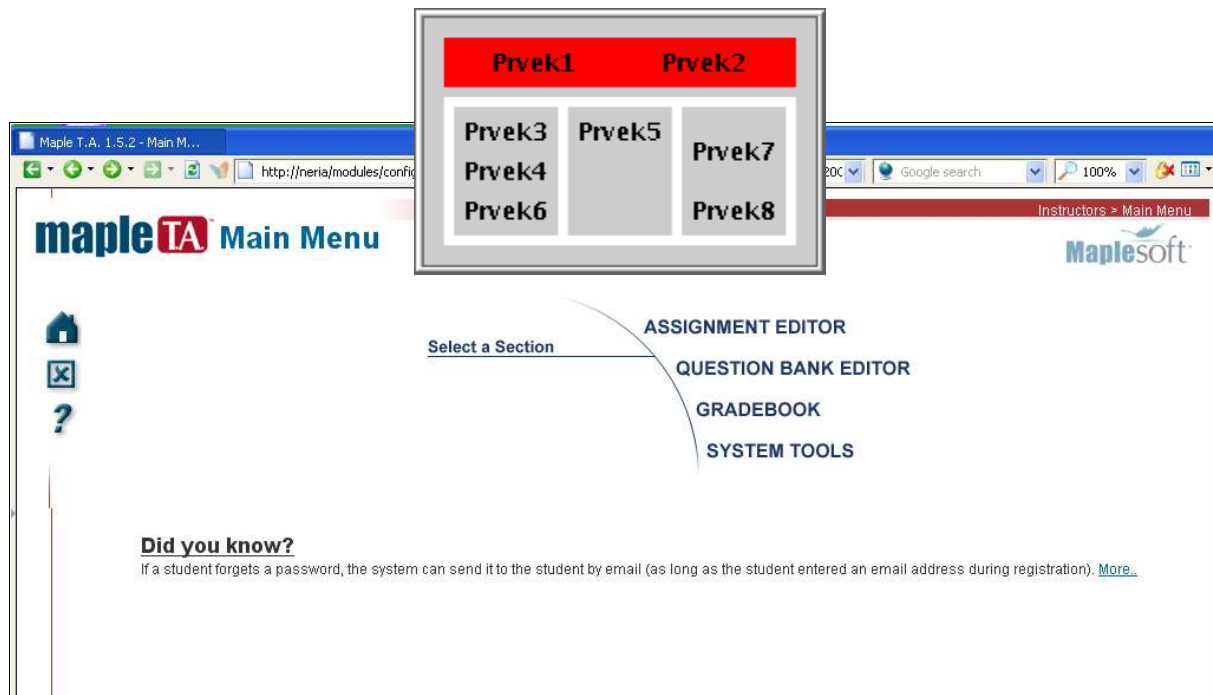 Prvek1 Prvek2
Prvek3 Prvek5 Prvek7
Prvek4
Prvek6 Prvek8
Maple T.A. 1.5.2 - Main M...
http://neria/modules/config
Google search
100%
Instructors > Main Menu
maple TA Main Menu
Maplesoft
Select a Section
ASSIGNMENT EDITOR
QUESTION BANK EDITOR
GRADEBOOK
SYSTEM TOOLS
?
Did you know?
If a student forgets a password, the system can send it to the student by email (as long as the student entered an email address during registration). More..